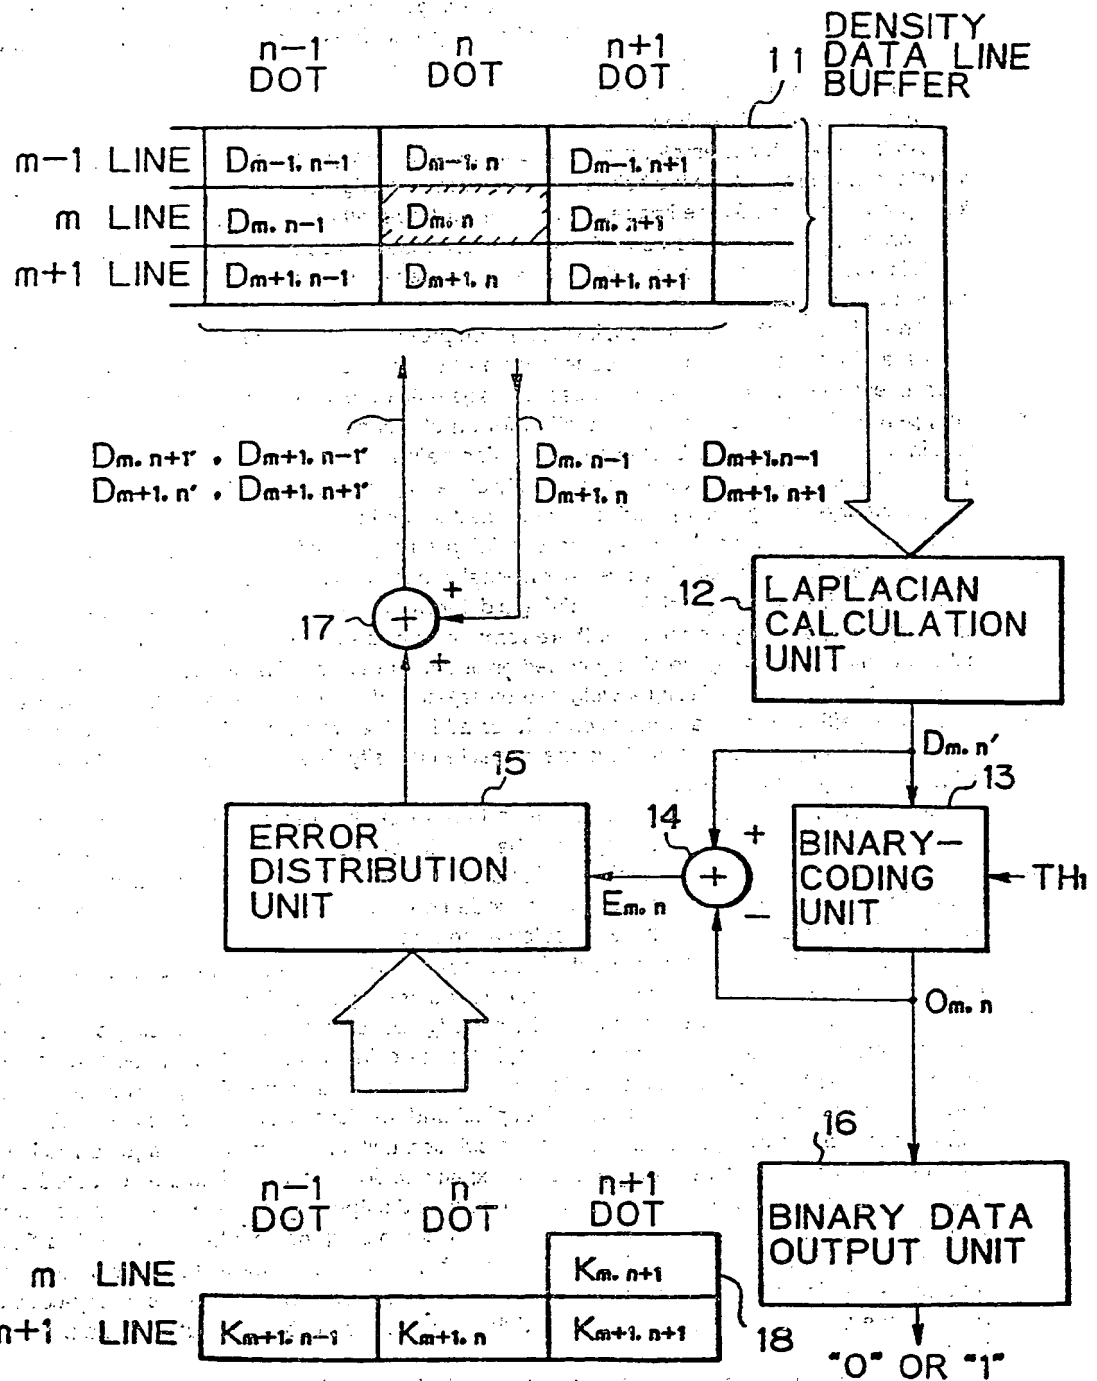 n−1 n n+1
DOT DOT DOT
11
DENSITY
DATA LINE
BUFFER
m−1 LINE Dm−1. n−1 Dm−1. n Dm−1. n+1
m LINE Dm. n−1 Dm. n Dm. n+1
m+1 LINE Dm+1. n−1 Dm+1. n Dm+1. n+1
Dm. n+1' . Dm+1. n−1'
Dm+1. n' . Dm+1. n+1'
Dm. n−1 Dm+1. n−1
Dm+1. n Dm+1. n+1
12
LAPLACIAN
CALCULATION
UNIT
17
+
+
+
Dm. n'
15
ERROR
DISTRIBUTION
UNIT
14
+
+
−
Em. n
13
BINARY−
CODING
UNIT
TH1
Om. n
16
BINARY DATA
OUTPUT UNIT
"0" OR "1"
n−1 n n+1
DOT DOT DOT
m LINE Km. n+1
n+1 LINE Km+1. n−1 Km+1. n Km+1. n+1
18